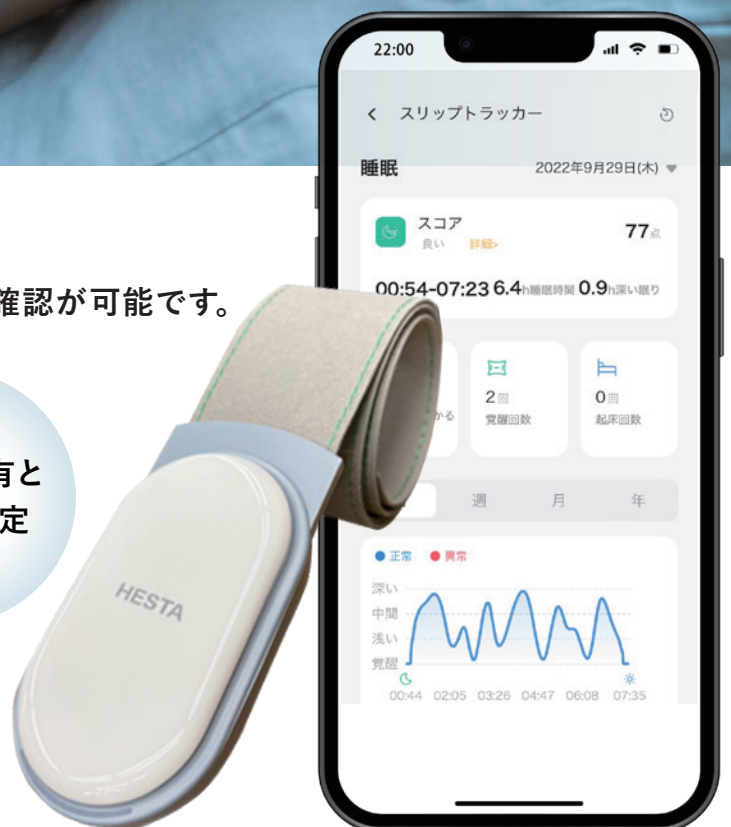 22:00
スリップトラッカー
睡眠
2022年9月29日(木)
スコア
良い 詳細>
77点
00:54-07:23 6.4h睡眠時間 0.9h深い眠り
かる
2回
覚醒回数
0回
起床回数
週 月 年
正常 異常
深い
中間
浅い
覚醒
00:44 02:05 03:26 04:47 06:08 07:35
確認が可能です。
有と
定
HESTA